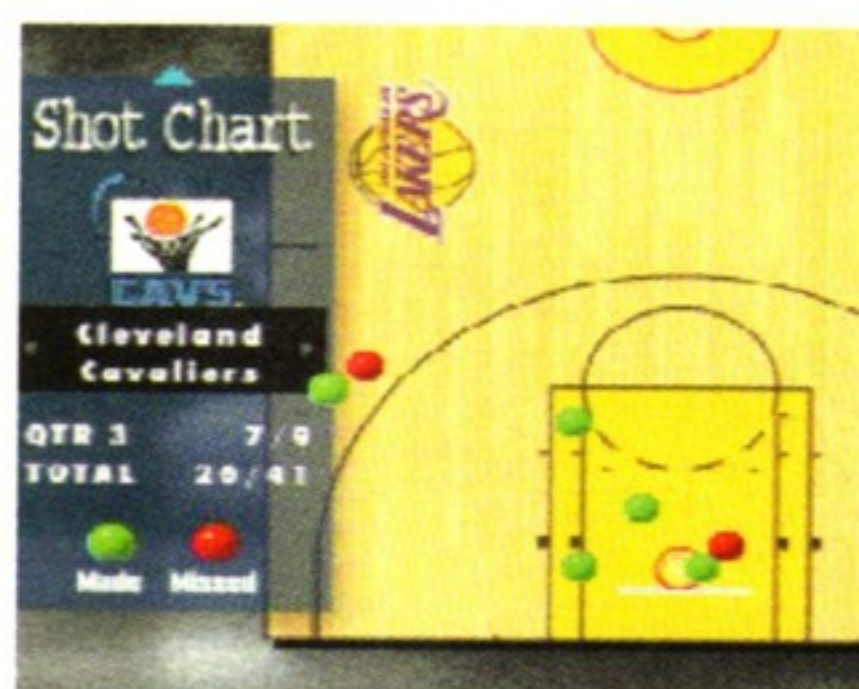 Shot Chart
LAKERS
CAVS
Cleveland
Cavaliers
QTR 3 7/9
TOTAL 20/41
Made Missed